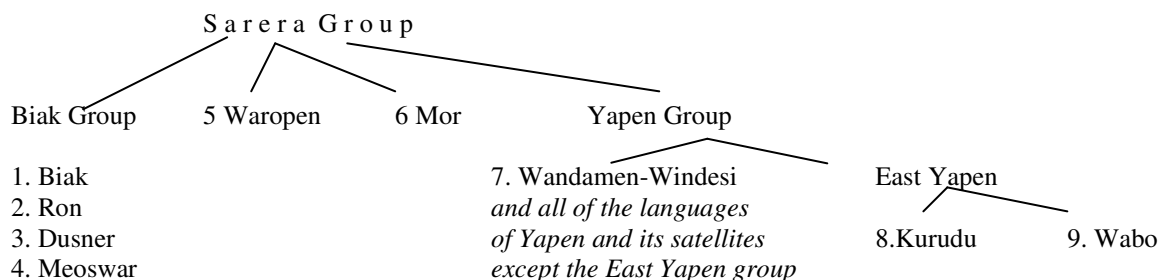 Sarera Group
Biak Group 5 Waropen 6 Mor Yapen Group
1. Biak 7. Wandamen-Windesi East Yapen
2. Ron and all of the languages
3. Dusner of Yapen and its satellites 8.Kurudu 9. Wabo
4. Meoswar except the East Yapen group